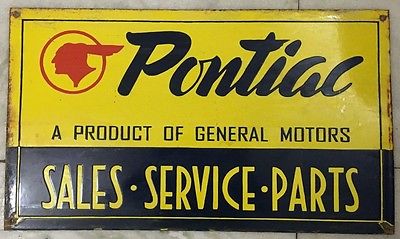 Pontiac
A PRODUCT OF GENERAL MOTORS
SALES · SERVICE · PARTS